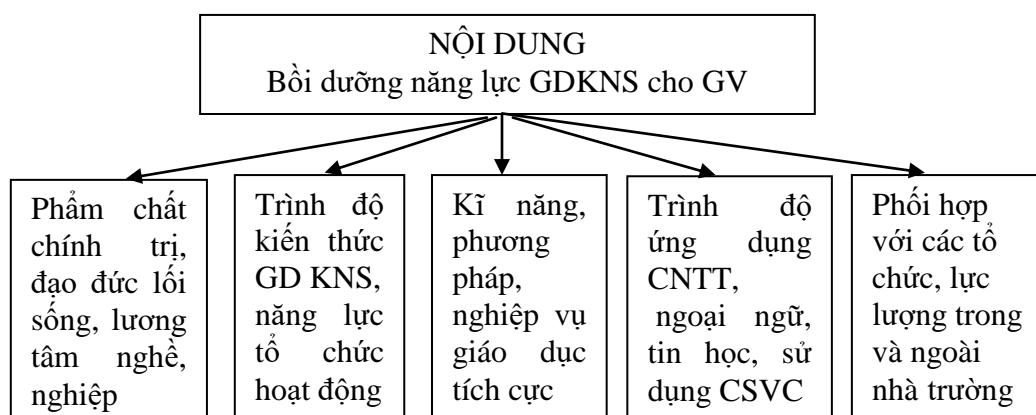 NỘI DUNG
Bồi dưỡng năng lực GDKNS cho GV
Phẩm chất
chính trị,
đạo đức lối
sống, lương
tâm nghề,
nghiệp
Trình độ
kiến thức
GD KNS,
năng lực
tổ chức
hoạt động
Kĩ năng,
phương
pháp,
nghiệp vụ
giáo dục
tích cực
Trình độ
ứng dụng
CNTT,
ngoại ngữ,
tin học, sử
dụng CSVC
Phối hợp
với các tổ
chức, lực
lượng trong
và ngoài
nhà trường